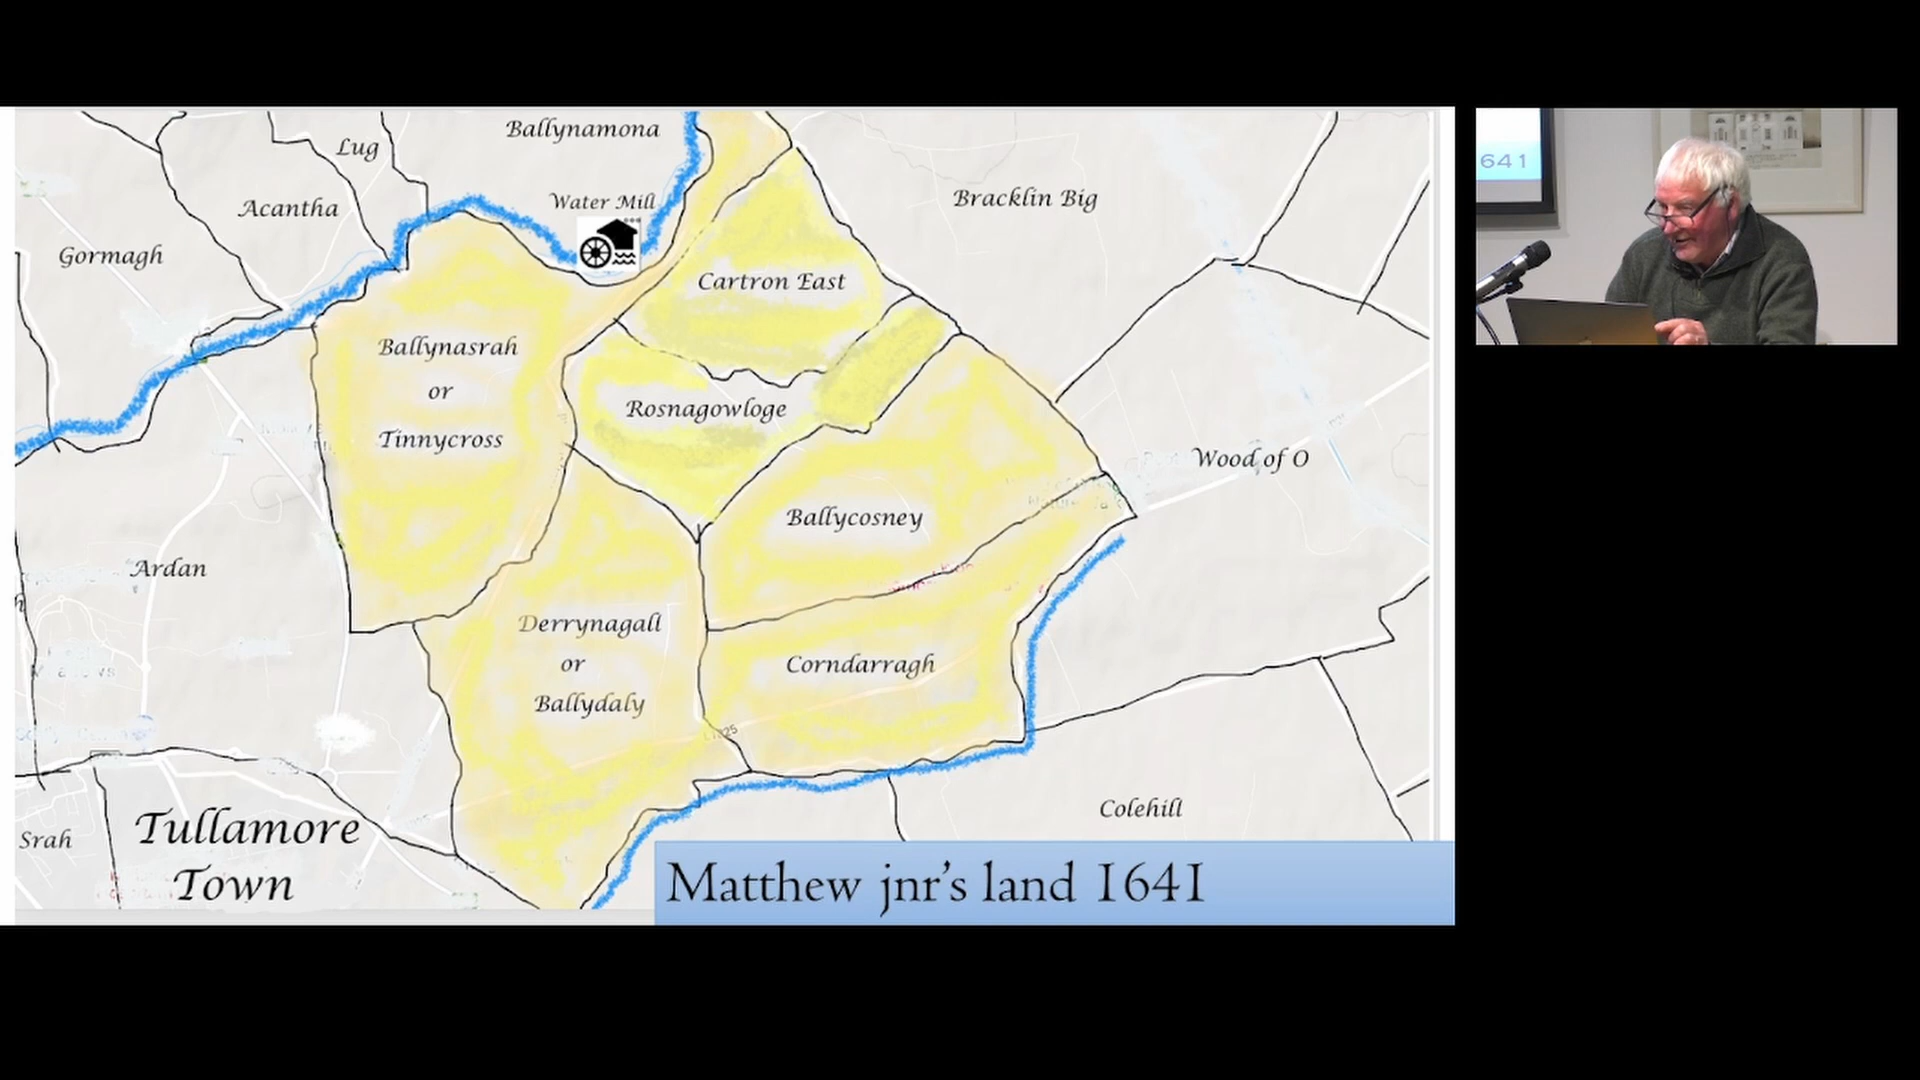 Ballynamona
Lug
Water Mill
Acantha
Bracklin Big
Gormagh
Cartron East
Ballynasrah
or
Tinnycross
Rosnagowloge
Wood of O
Ballycosney
Ardan
Derrynagall
or
Ballydaly
Corndarragh
Colehill
Srah
Tullamore
Town
Matthew jnr's land 1641
641